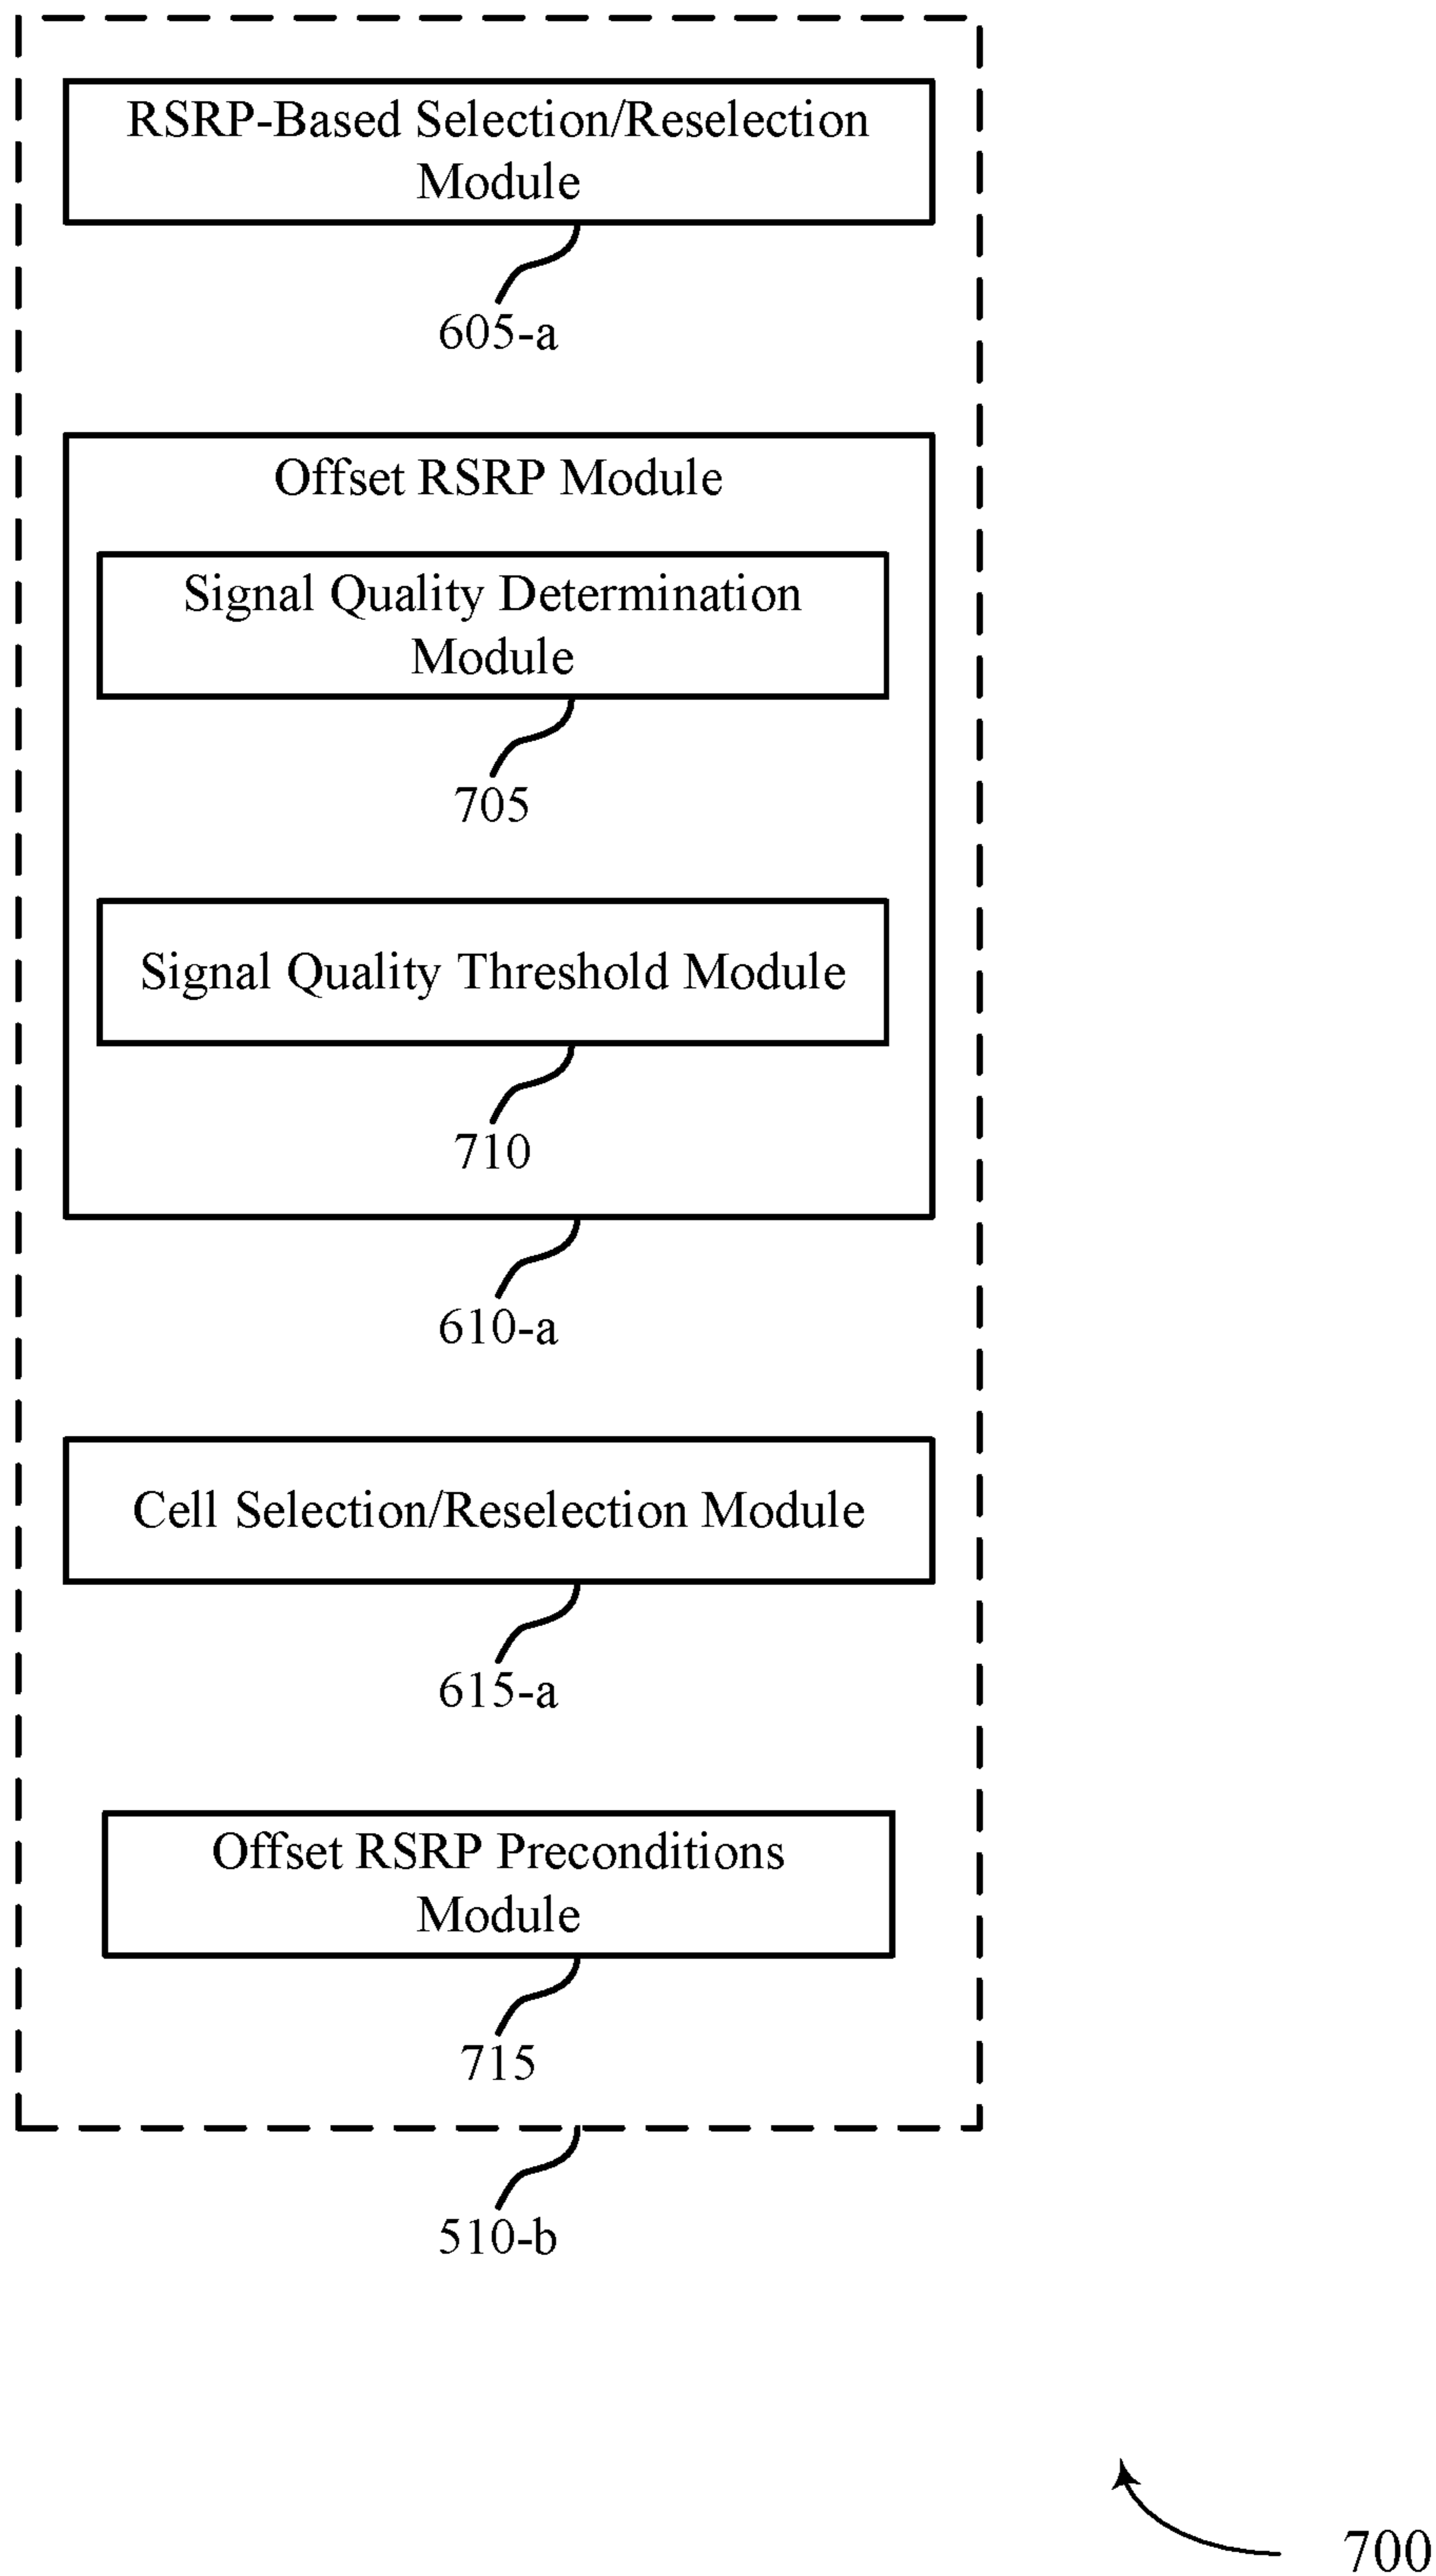 RSRP-Based Selection/Reselection
Module
605-a
Offset RSRP Module
Signal Quality Determination
Module
705
Signal Quality Threshold Module
710
610-a
Cell Selection/Reselection Module
615-a
Offset RSRP Preconditions
Module
715
510-b
700